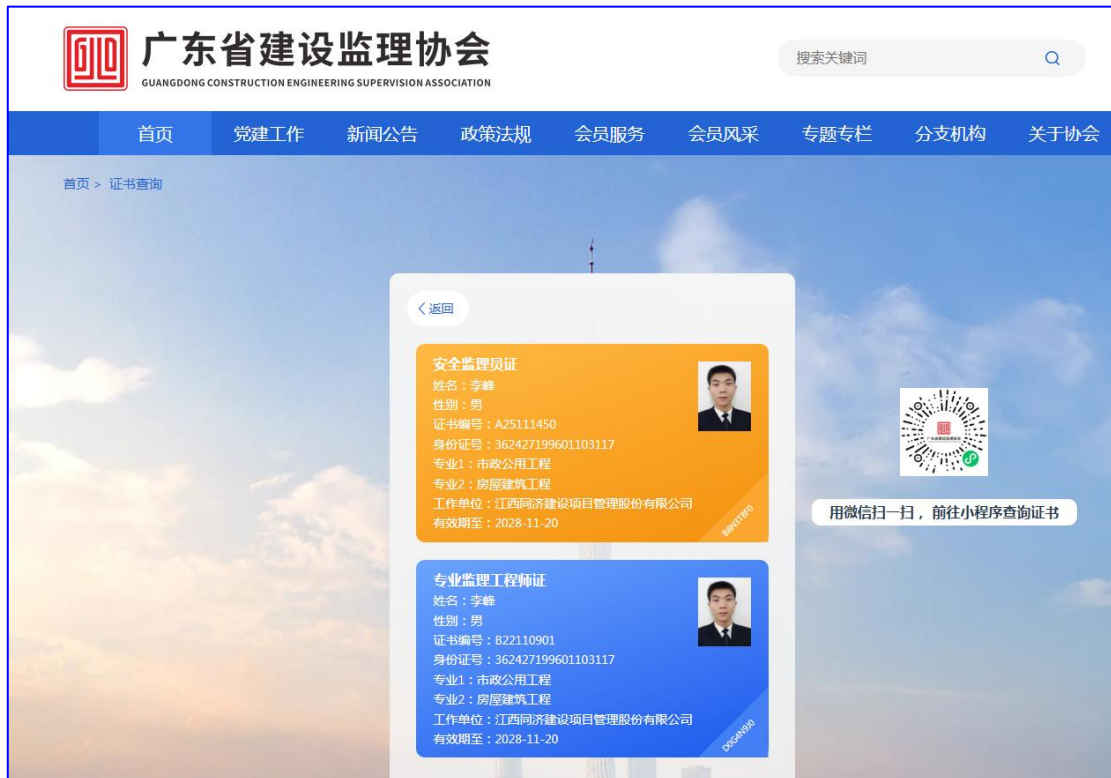 广东省建设监理协会
GUANGDONG CONSTRUCTION ENGINEERING SUPERVISION ASSOCIATION
搜索关键词
首页 党建工作 新闻公告 政策法规 会员服务 会员风采 专题专栏 分支机构 关于协会
首页 > 证书查询
返回
安全监理员证
姓名：李峰
性别：男
证书编号：A25111450
身份证号：362427199601103117
专业1：市政公用工程
专业2：房屋建筑工程
工作单位：江西同济建设项目管理股份有限公司
有效期至：2028-11-20
用微信扫一扫，前往小程序查询证书
专业监理工程师证
姓名：李峰
性别：男
证书编号：B22110901
身份证号：362427199601103117
专业1：市政公用工程
专业2：房屋建筑工程
工作单位：江西同济建设项目管理股份有限公司
有效期至：2028-11-20